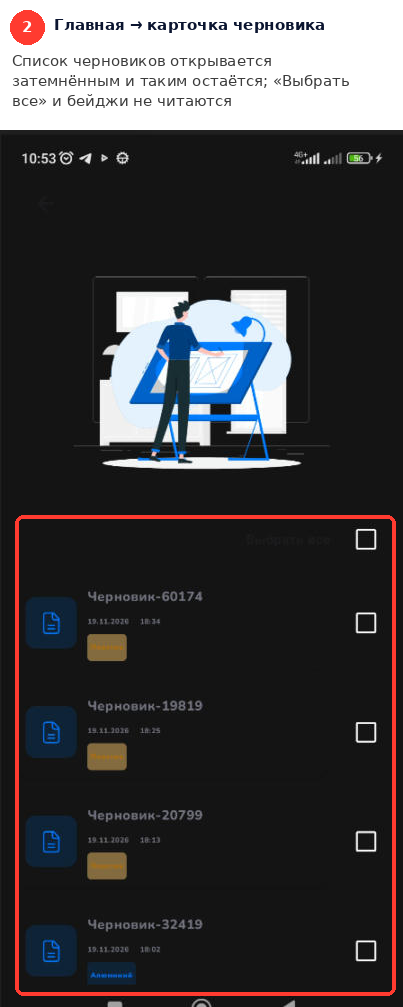 2 Главная → карточка черновика
Список черновиков открывается
затемнённым и таким остаётся; «Выбрать
все» и бейджи не читаются
10:53
4G+ 56
Выбрать все
Черновик-60174
19.11.2026 18:34
Черновик-19819
19.11.2026 18:25
Черновик-20799
19.11.2026 18:13
Черновик-32419
19.11.2026 18:02
Алюминий